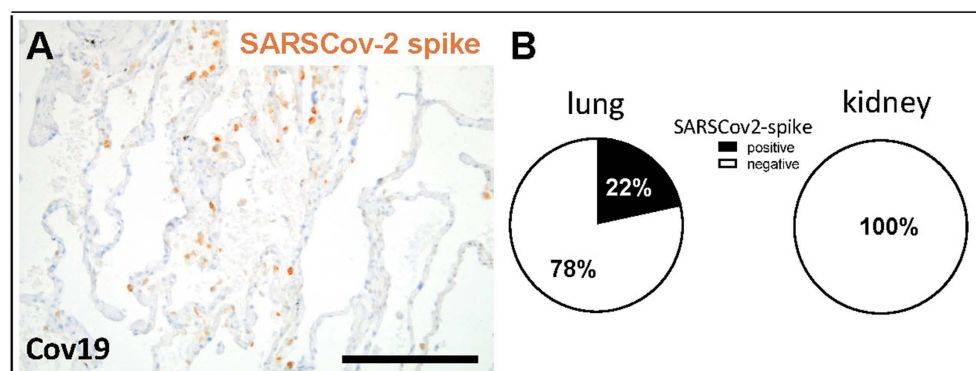 A
SARSCov-2 spike
Cov19
B
lung
SARSCov2-spike
positive
negative
kidney
22%
78%
100%